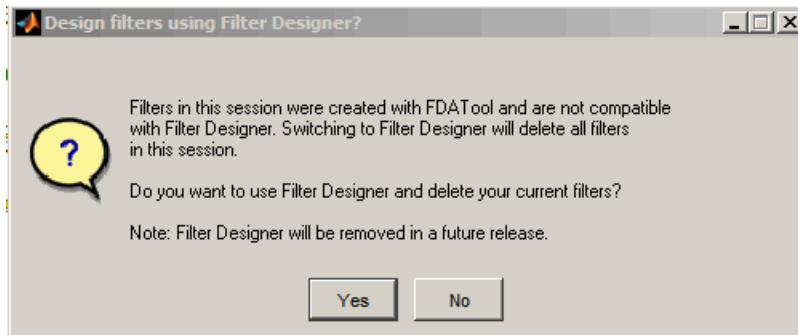 Design filters using Filter Designer?
Filters in this session were created with FDATool and are not compatible
with Filter Designer. Switching to Filter Designer will delete all filters
in this session.
Do you want to use Filter Designer and delete your current filters?
Note: Filter Designer will be removed in a future release.
Yes
No